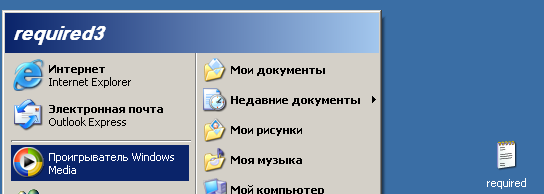 required3
Интернет
Internet Explorer
Электронная почта
Outlook Express
Проигрыватель Windows
Media
Мои документы
Недавние документы
Мои рисунки
Моя музыка
Мой компьютер
required